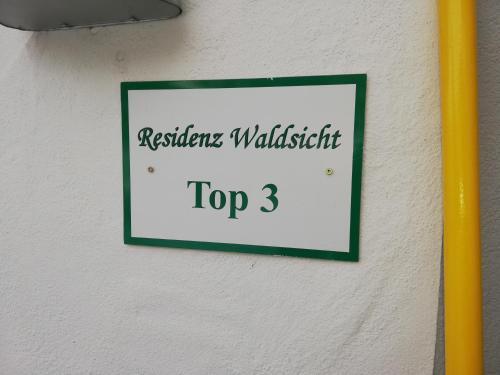 Residenz Waldsicht
Top 3